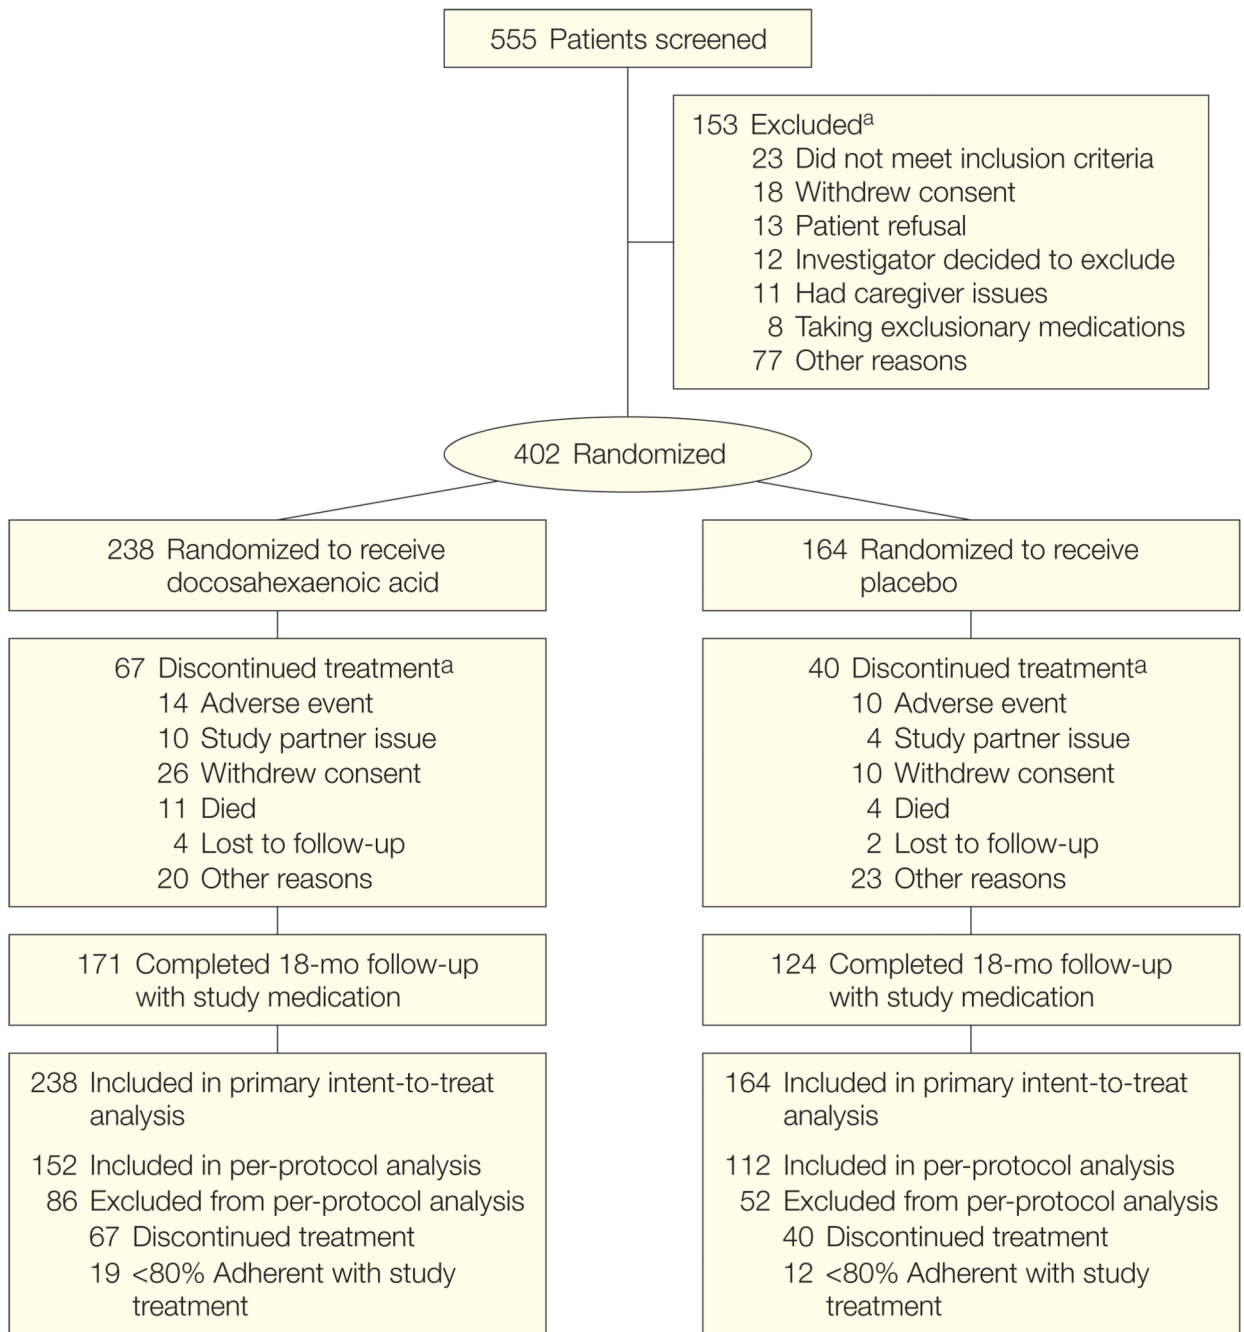 555 Patients screened
153 Excludedᵃ
23 Did not meet inclusion criteria
18 Withdrew consent
13 Patient refusal
12 Investigator decided to exclude
11 Had caregiver issues
8 Taking exclusionary medications
77 Other reasons
402 Randomized
238 Randomized to receive
docosahexaenoic acid
67 Discontinued treatmentᵃ
14 Adverse event
10 Study partner issue
26 Withdrew consent
11 Died
4 Lost to follow-up
20 Other reasons
171 Completed 18-mo follow-up
with study medication
238 Included in primary intent-to-treat
analysis
152 Included in per-protocol analysis
86 Excluded from per-protocol analysis
67 Discontinued treatment
19 <80% Adherent with study
treatment
164 Randomized to receive
placebo
40 Discontinued treatmentᵃ
10 Adverse event
4 Study partner issue
10 Withdrew consent
4 Died
2 Lost to follow-up
23 Other reasons
124 Completed 18-mo follow-up
with study medication
164 Included in primary intent-to-treat
analysis
112 Included in per-protocol analysis
52 Excluded from per-protocol analysis
40 Discontinued treatment
12 <80% Adherent with study
treatment